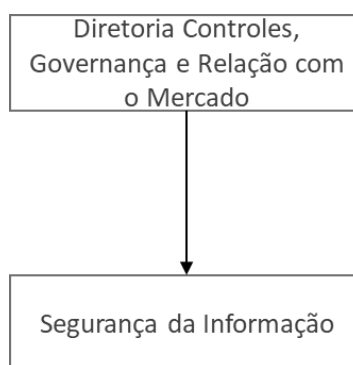 Diretoria Controles,
Governança e Relação com
o Mercado
Segurança da Informação